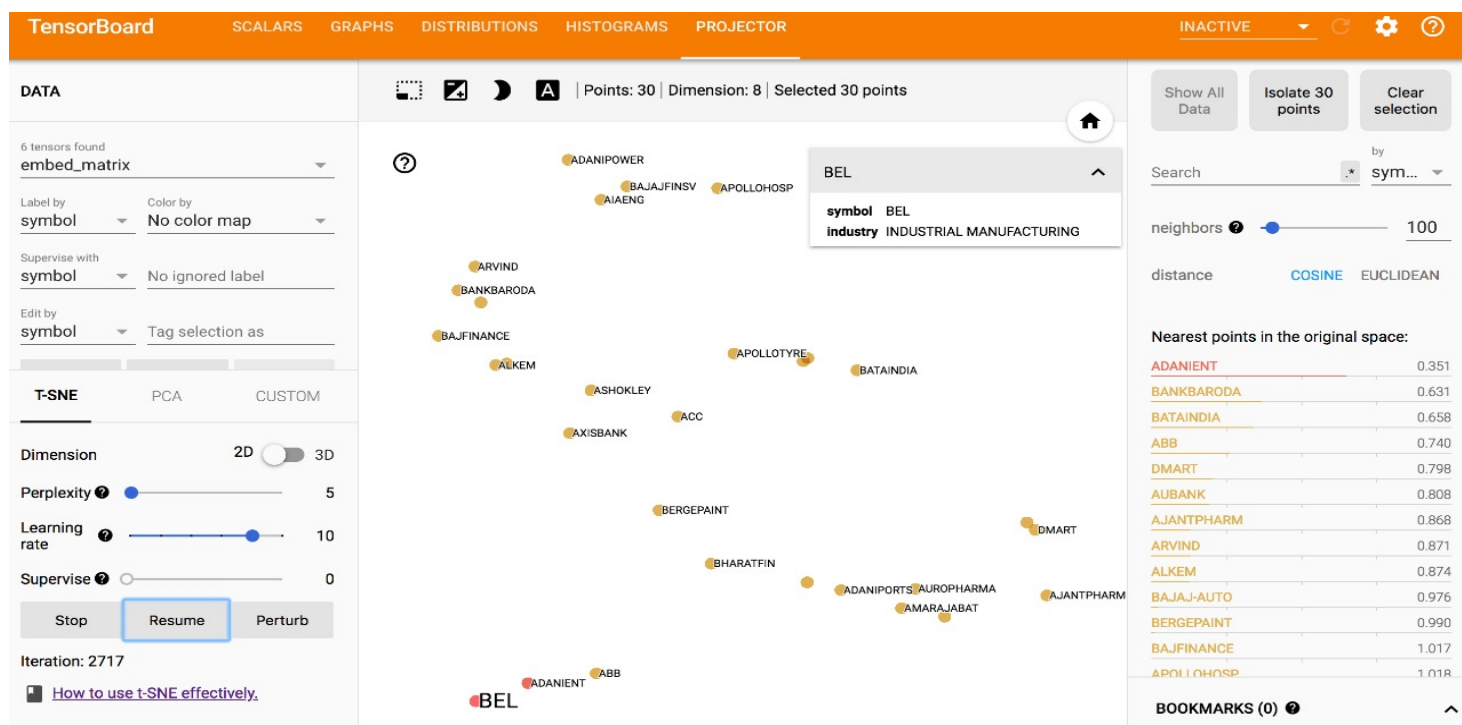 TensorBoard SCALARS GRAPHS DISTRIBUTIONS HISTOGRAMS PROJECTOR INACTIVE
DATA
6 tensors found
embed_matrix
Label by Color by
symbol No color map
Supervise with
symbol No ignored label
Edit by
symbol Tag selection as
T-SNE PCA CUSTOM
Dimension 2D 3D
Perplexity ? 5
Learning rate ? 10
Supervise ? 0
Stop Resume Perturb
Iteration: 2717
How to use t-SNE effectively.
A | Points: 30 | Dimension: 8 | Selected 30 points
BEL
symbol BEL
industry INDUSTRIAL MANUFACTURING
ADANIPOWER
BAJAJFINSV APOLLOHOSP
AIAENG
ARVIND
BANKBARODA
BAJFINANCE
APOLLOTYRE
ALKEM BATAINDIA
ASHOKLEY
ACC
AXISBANK
BERGEPAINT
DMART
BHARATFIN
ADANIPORTS AUROPHARMA
AJANTPHARM
AMARAJABAT
ABB
ADANIENT
BEL
Show All Data
Isolate 30 points
Clear selection
by
Search .* sym...
neighbors ? 100
distance COSINE EUCLIDEAN
Nearest points in the original space:
ADANIENT 0.351
BANKBARODA 0.631
BATAINDIA 0.658
ABB 0.740
DMART 0.798
AUBANK 0.808
AJANTPHARM 0.868
ARVIND 0.871
ALKEM 0.874
BAJAJ-AUTO 0.976
BERGEPAINT 0.990
BAJFINANCE 1.017
APOLLOHOSP 1.018
BOOKMARKS (0) ?